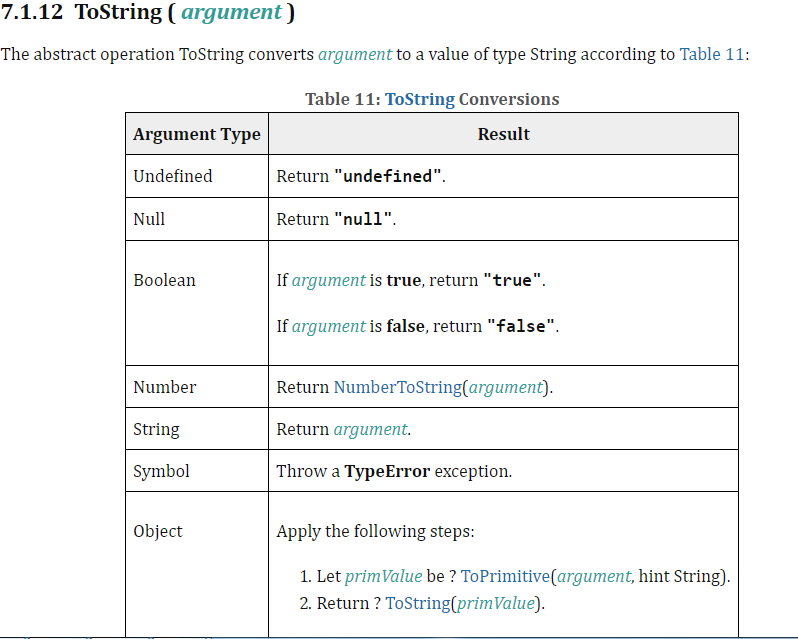 7.1.12 ToString ( argument )
The abstract operation ToString converts argument to a value of type String according to Table 11:
Table 11: ToString Conversions
Argument Type Result
Undefined Return "undefined".
Null Return "null".
Boolean If argument is true, return "true".
If argument is false, return "false".
Number Return NumberToString(argument).
String Return argument.
Symbol Throw a TypeError exception.
Object Apply the following steps:
1. Let primValue be ? ToPrimitive(argument, hint String).
2. Return ? ToString(primValue).